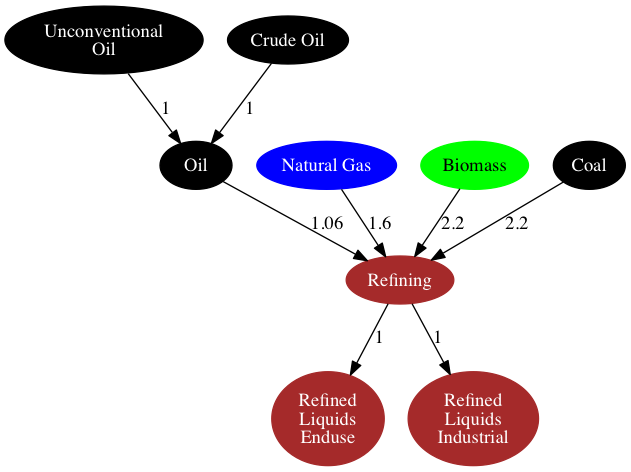 Unconventional
Oil
Crude Oil
1
1
Oil
Natural Gas
Biomass
Coal
1.06
1.6
2.2
2.2
Refining
1
1
Refined
Liquids
Enduse
Refined
Liquids
Industrial